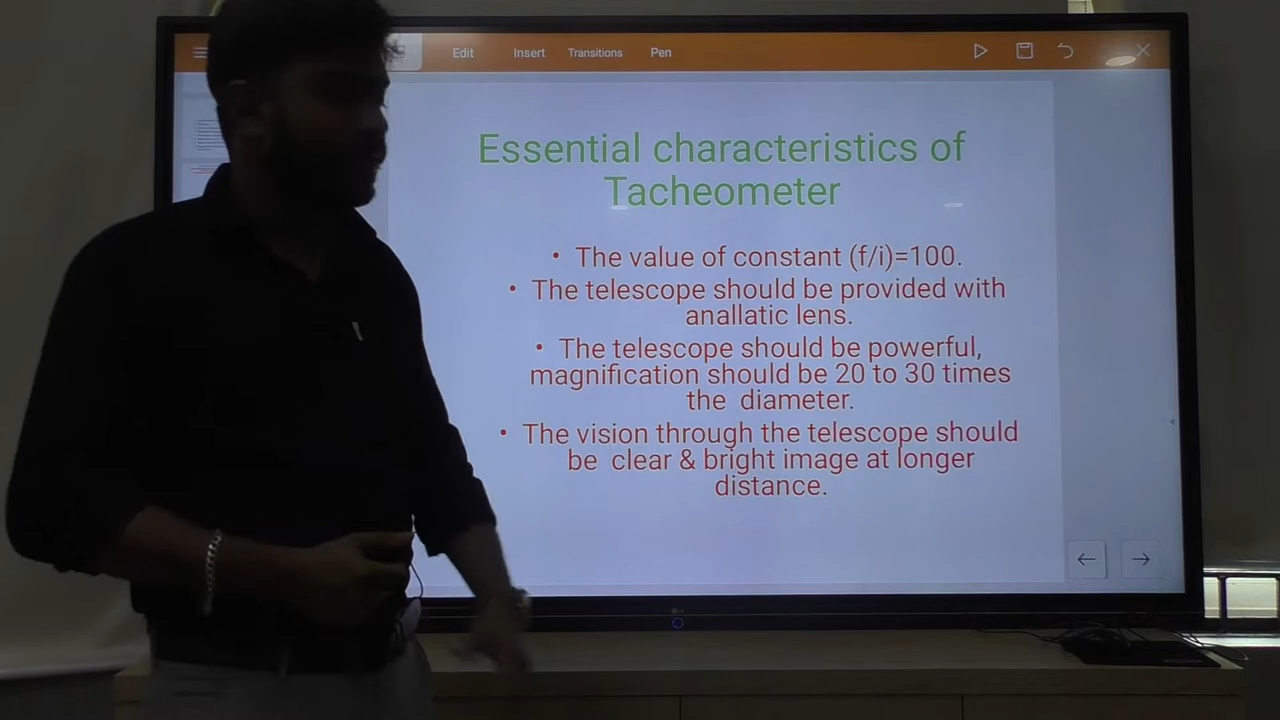 Edit Insert Transitions Pen
Essential characteristics of
Tacheometer
• The value of constant (f/i)=100.
• The telescope should be provided with
anallatic lens.
• The telescope should be powerful,
magnification should be 20 to 30 times
the diameter.
• The vision through the telescope should
be clear & bright image at longer
distance.
LG